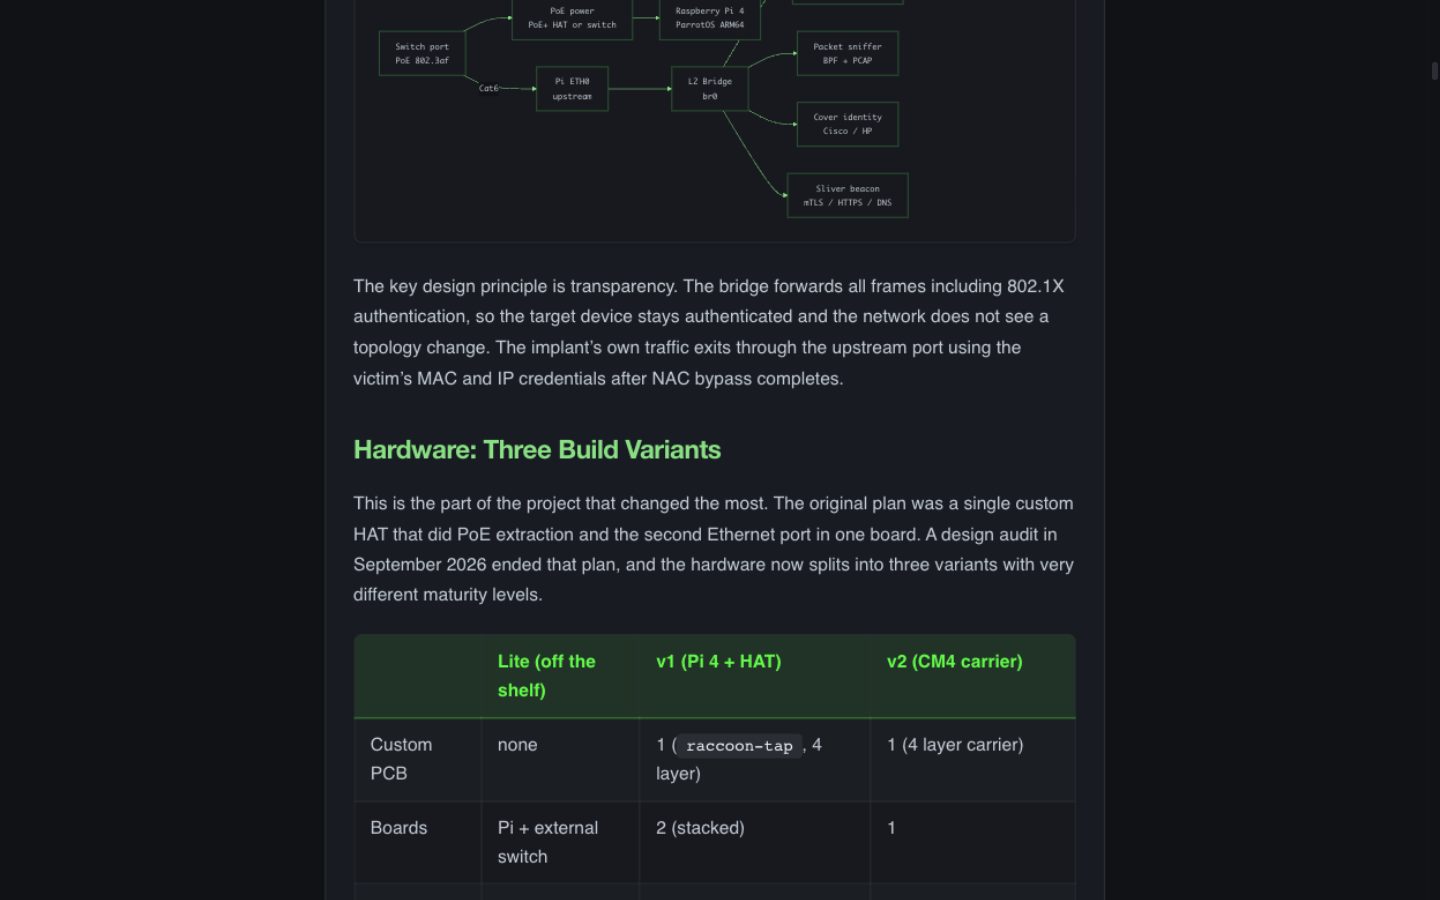 PoE power
PoE+ HAT or switch
Raspberry Pi 4
ParrotOS ARM64
Switch port
PoE 802.3af
Packet sniffer
BPF + PCAP
Cat6
Pi ETH0
upstream
L2 Bridge
br0
Cover identity
Cisco / HP
Sliver beacon
mTLS / HTTPS / DNS
The key design principle is transparency. The bridge forwards all frames including 802.1X
authentication, so the target device stays authenticated and the network does not see a
topology change. The implant’s own traffic exits through the upstream port using the
victim’s MAC and IP credentials after NAC bypass completes.
Hardware: Three Build Variants
This is the part of the project that changed the most. The original plan was a single custom
HAT that did PoE extraction and the second Ethernet port in one board. A design audit in
September 2026 ended that plan, and the hardware now splits into three variants with very
different maturity levels.
Lite (off the
shelf)
v1 (Pi 4 + HAT)
v2 (CM4 carrier)
Custom
PCB
none
1 ( raccoon-tap , 4
layer)
1 (4 layer carrier)
Boards
Pi + external
switch
2 (stacked)
1